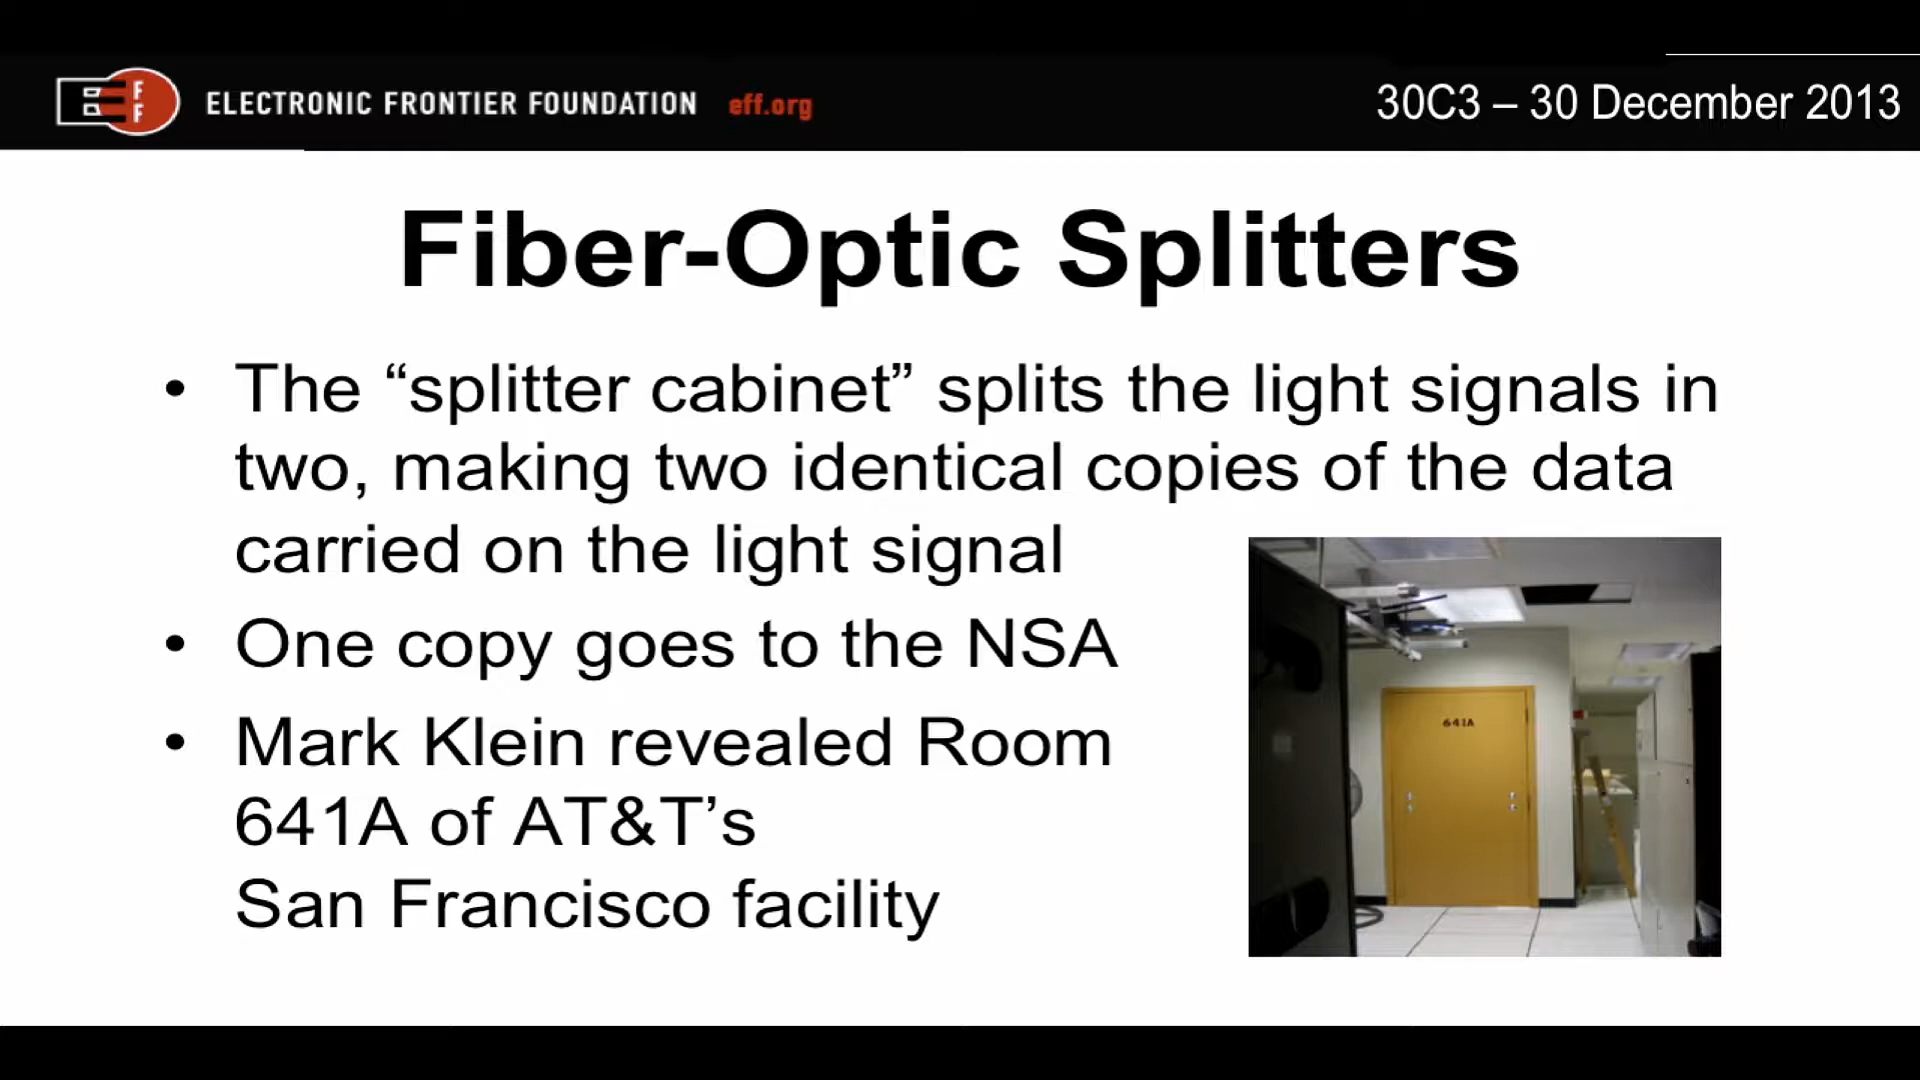 EFF
ELECTRONIC FRONTIER FOUNDATION eff.org
30C3 – 30 December 2013
Fiber-Optic Splitters
• The “splitter cabinet” splits the light signals in
two, making two identical copies of the data
carried on the light signal
• One copy goes to the NSA
• Mark Klein revealed Room
641A of AT&T’s
San Francisco facility
641A